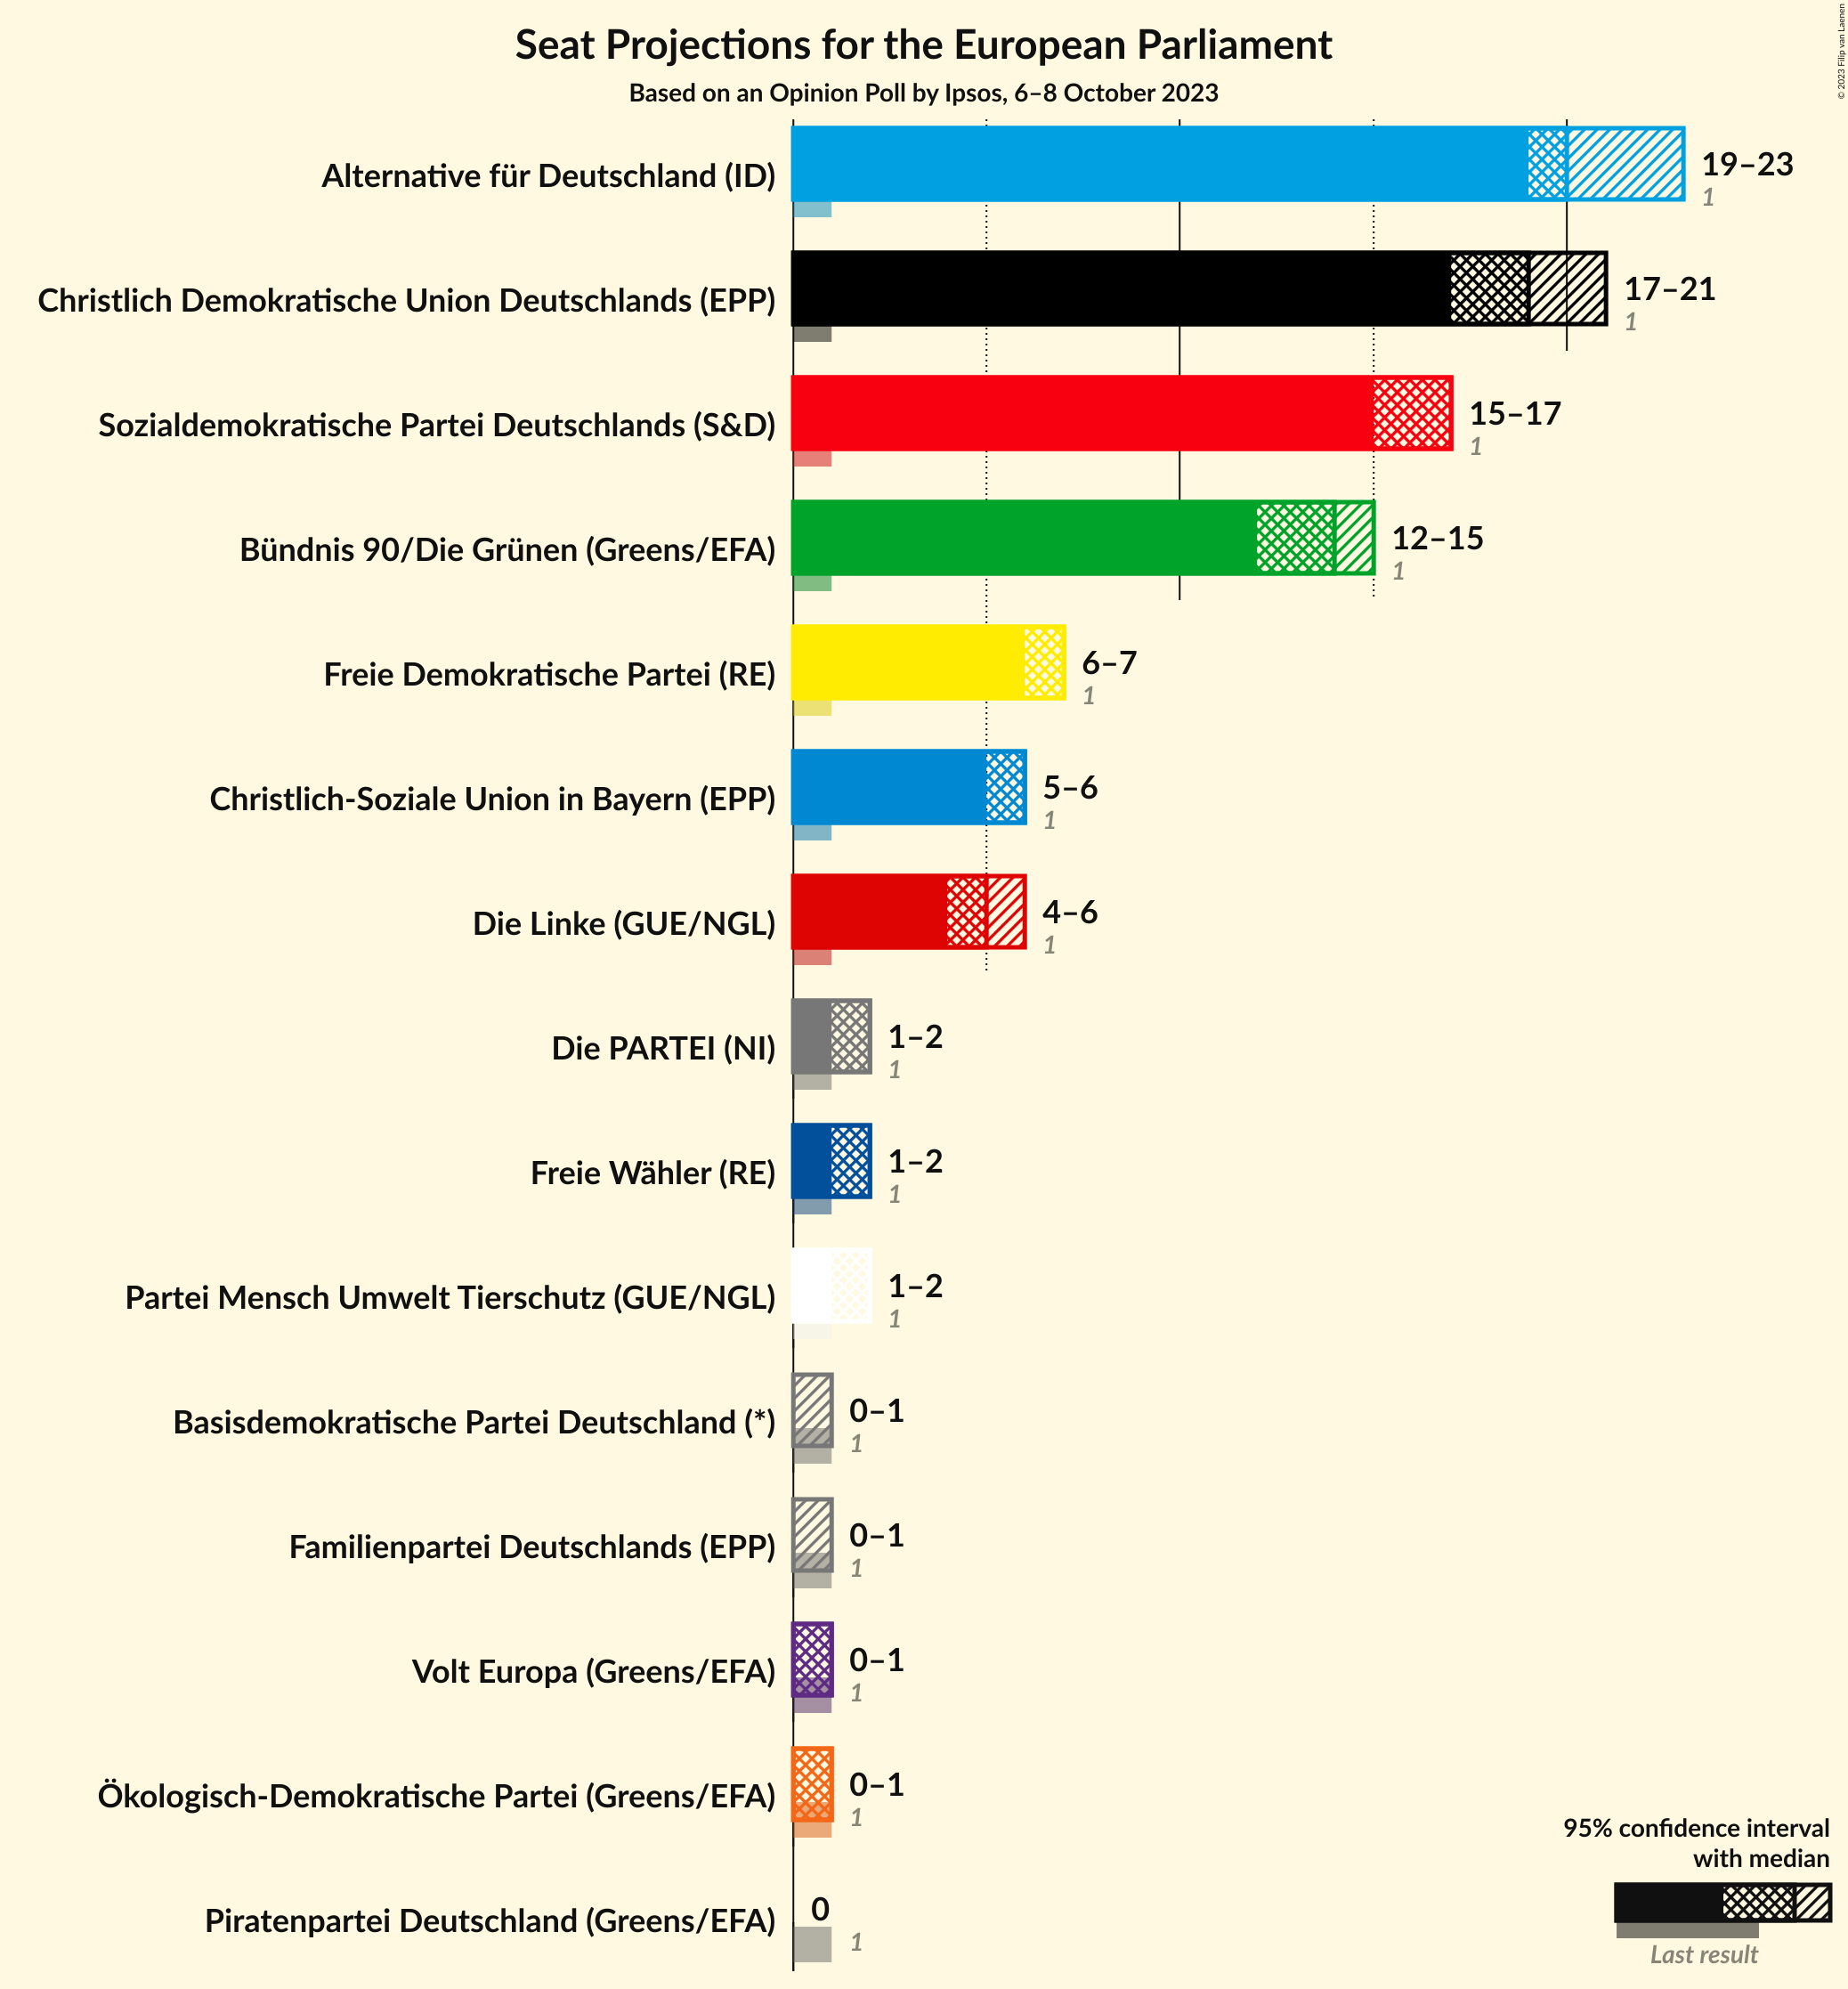 Seat Projections for the European Parliament
Based on an Opinion Poll by Ipsos, 6–8 October 2023
© 2023 Filip van Laenen
Alternative für Deutschland (ID)
19–23
1
Christlich Demokratische Union Deutschlands (EPP)
17–21
1
Sozialdemokratische Partei Deutschlands (S&D)
15–17
1
Bündnis 90/Die Grünen (Greens/EFA)
12–15
1
Freie Demokratische Partei (RE)
6–7
1
Christlich-Soziale Union in Bayern (EPP)
5–6
1
Die Linke (GUE/NGL)
4–6
1
Die PARTEI (NI)
1–2
1
Freie Wähler (RE)
1–2
1
Partei Mensch Umwelt Tierschutz (GUE/NGL)
1–2
1
Basisdemokratische Partei Deutschland (*)
0–1
1
Familienpartei Deutschlands (EPP)
0–1
1
Volt Europa (Greens/EFA)
0–1
1
Ökologisch-Demokratische Partei (Greens/EFA)
0–1
1
Piratenpartei Deutschland (Greens/EFA)
0
1
95% confidence interval
with median
Last result